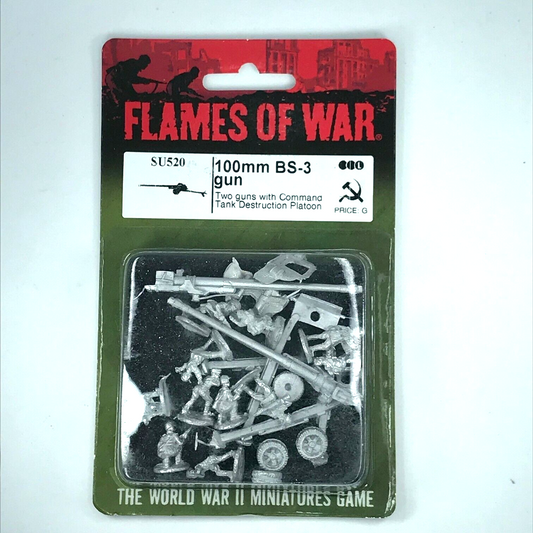 FLAMES OF WAR®
SU520
100mm BS-3
gun
Two guns with Command
Tank Destruction Platoon
PRICE G
THE WORLD WAR II MINIATURES GAME